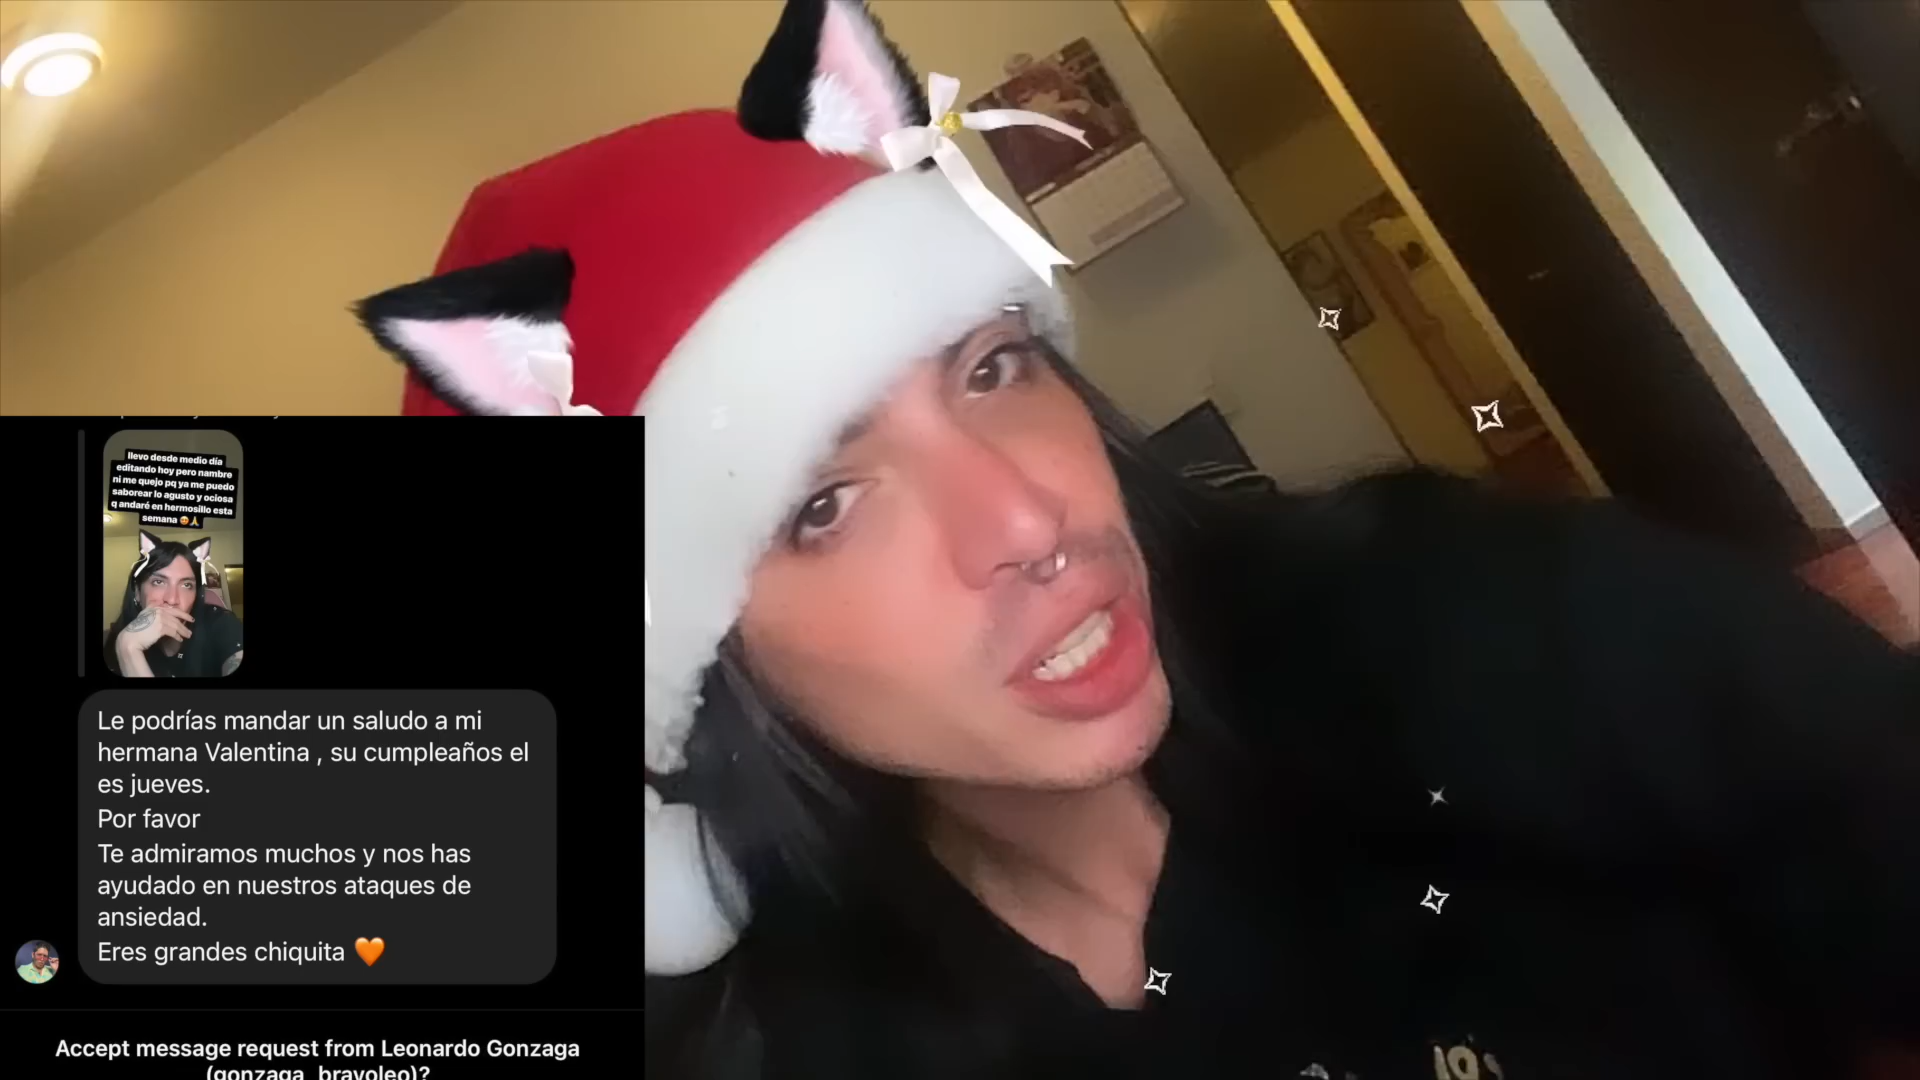 llevo desde medio día
editando hoy pero nambre
ni me quejo pq ya me puedo
saborear lo agusto y ociosa
q andaré en hermosillo esta
semana 😍🙏
Le podrías mandar un saludo a mi
hermana Valentina , su cumpleaños el
es jueves.
Por favor
Te admiramos muchos y nos has
ayudado en nuestros ataques de
ansiedad.
Eres grandes chiquita 🧡
Accept message request from Leonardo Gonzaga
(gonzaga_bravoleo)?